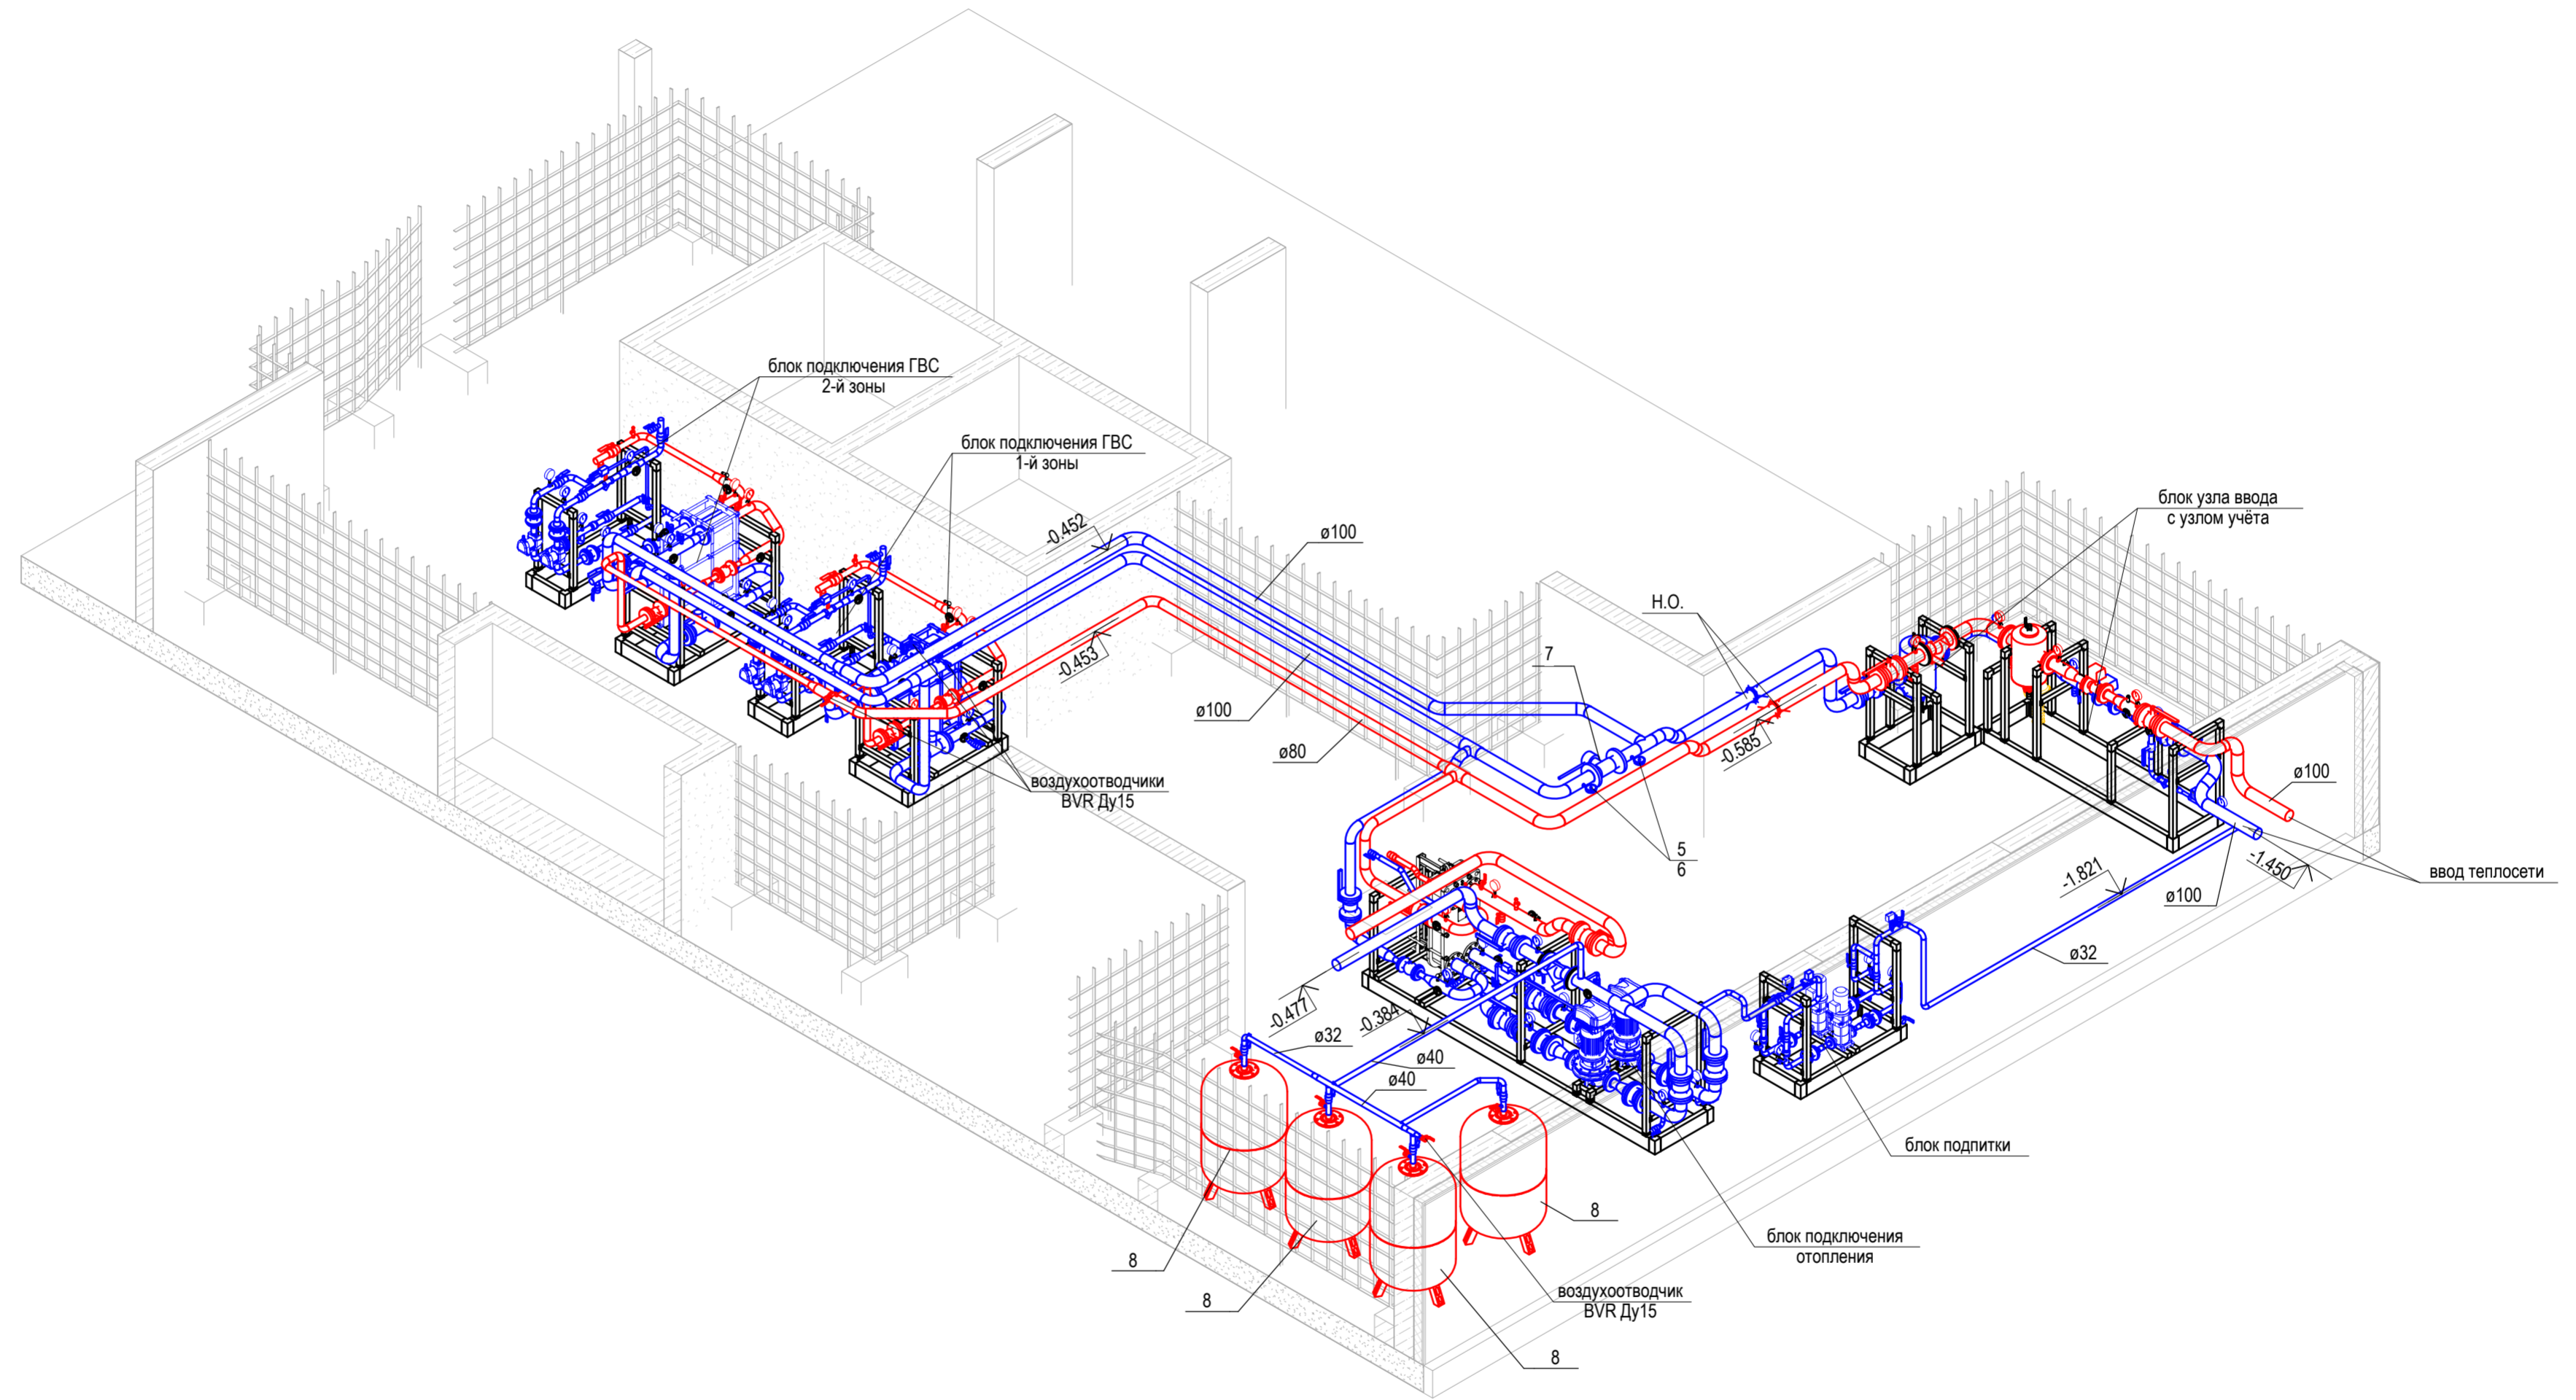 блок подключения ГВС
2-й зоны
блок подключения ГВС
1-й зоны
-0.452
ø100
блок узла ввода
с узлом учёта
Н.О.
7
-0.453
ø100
ø80
-0.585
воздухоотводчики
BVR Ду15
ø100
5
6
-1.821
-1.450
ввод теплосети
ø100
ø32
-0.477
-0.384
ø32
ø40
ø40
блок подпитки
8
блок подключения
отопления
8
8
воздухоотводчик
BVR Ду15
8